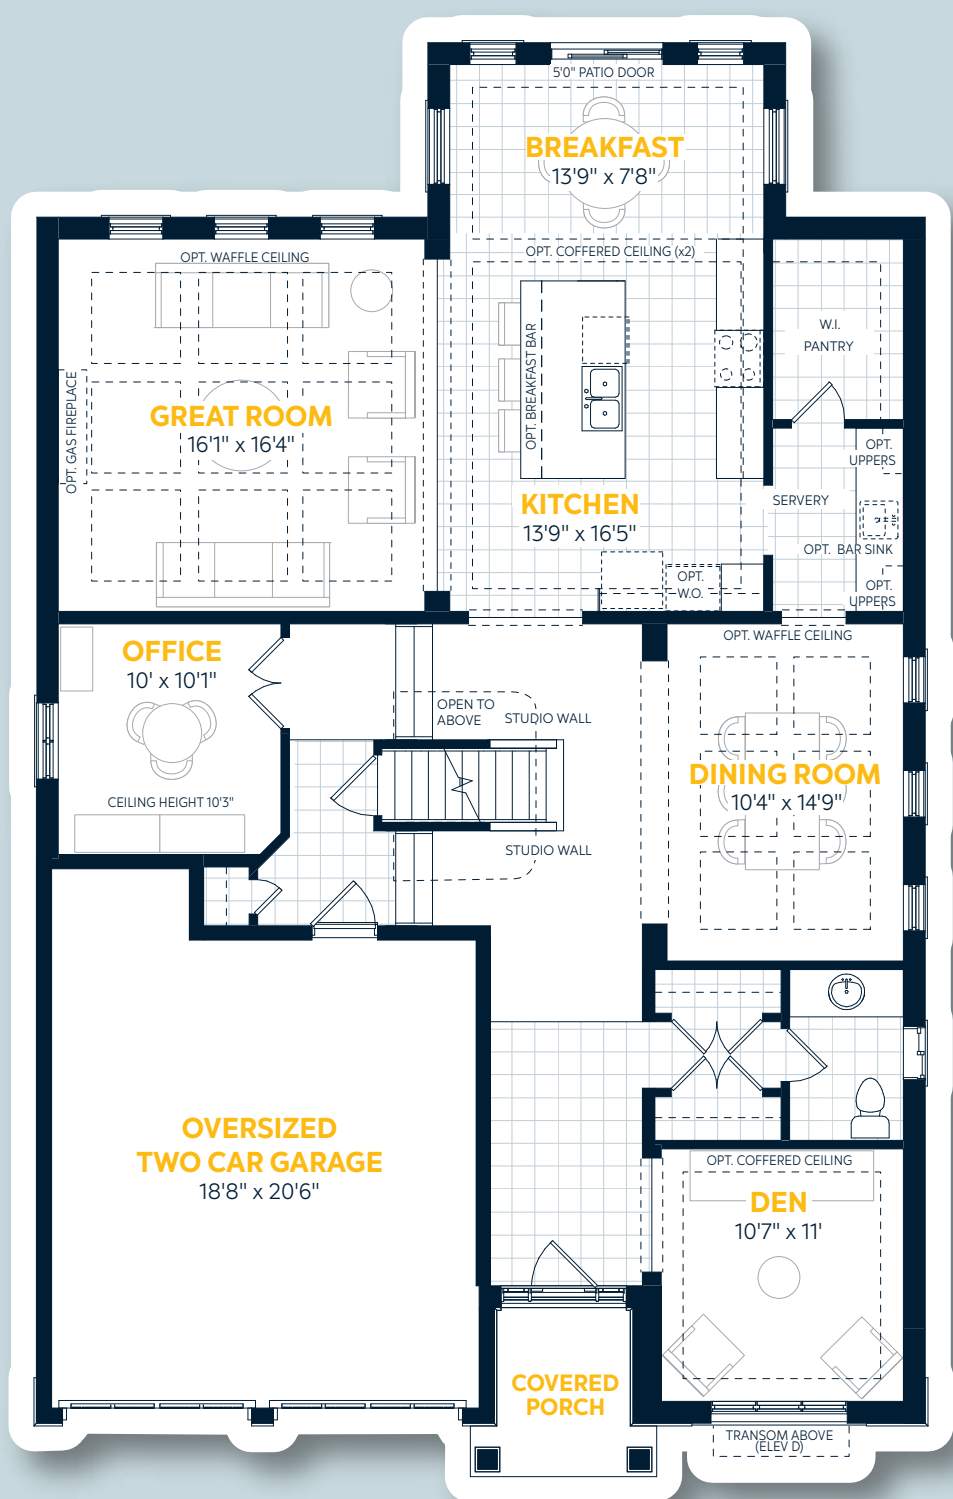 5'0" PATIO DOOR
BREAKFAST
13'9" x 7'8"
OPT. WAFFLE CEILING
OPT. COFFERED CEILING (x2)
W.I.
PANTRY
OPT. GAS FIREPLACE
GREAT ROOM
16'1" x 16'4"
OPT. BREAKFAST BAR
KITCHEN
13'9" x 16'5"
OPT.
UPPERS
SERVERY
OPT. BAR SINK
OPT.
UPPERS
OPT.
W.O.
OFFICE
10' x 10'1"
CEILING HEIGHT 10'3"
OPEN TO
ABOVE
STUDIO WALL
STUDIO WALL
OPT. WAFFLE CEILING
DINING ROOM
10'4" x 14'9"
OVERSIZED
TWO CAR GARAGE
18'8" x 20'6"
OPT. COFFERED CEILING
DEN
10'7" x 11'
COVERED
PORCH
TRANSOM ABOVE
(ELEV D)